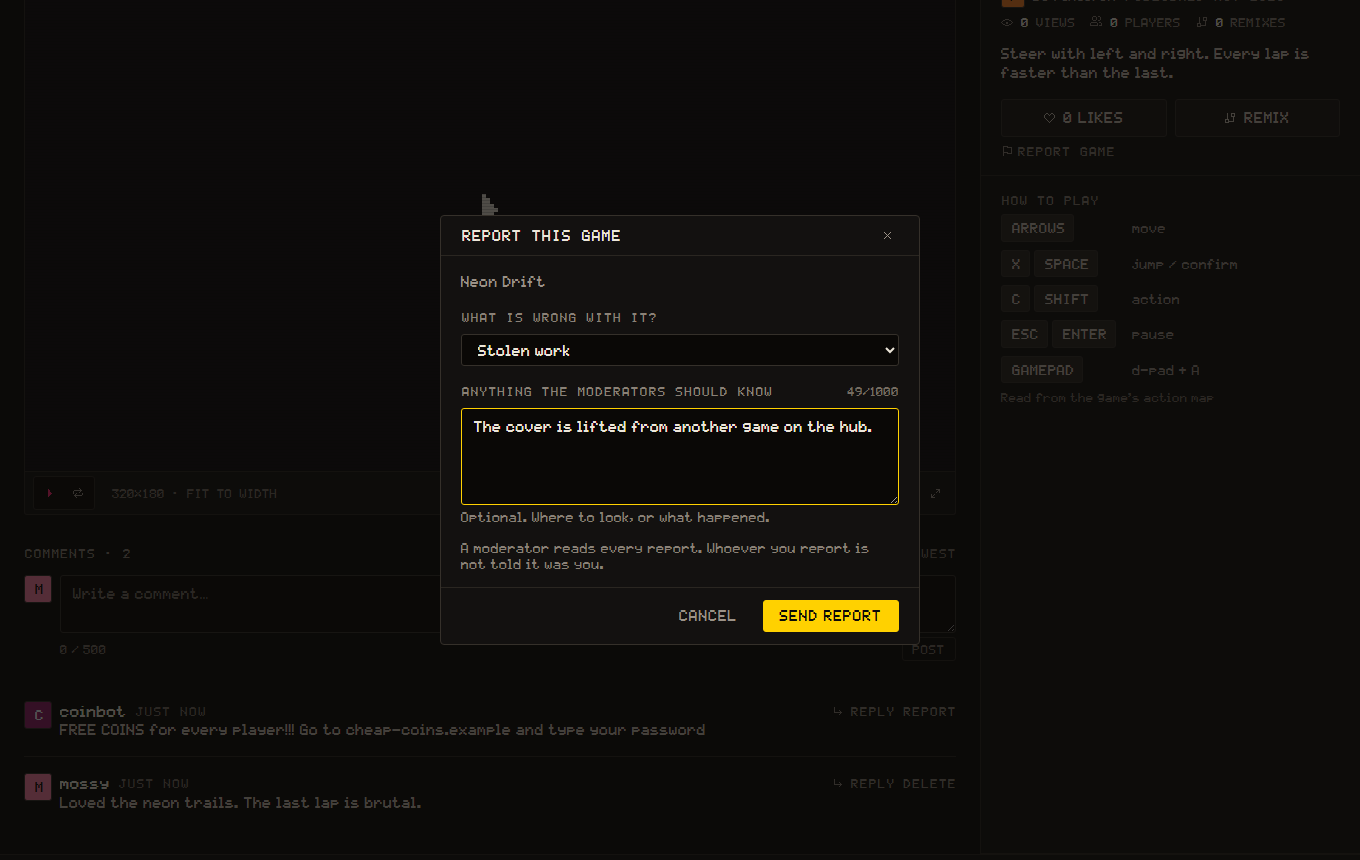 0 VIEWS 0 PLAYERS 0 REMIXES
Steer with left and right. Every lap is
faster than the last.
0 LIKES REMIX
REPORT GAME
HOW TO PLAY
ARROWS move
X SPACE jump / confirm
C SHIFT action
ESC ENTER pause
GAMEPAD d-pad + A
Read from the game's action map
REPORT THIS GAME ×
Neon Drift
WHAT IS WRONG WITH IT?
Stolen work
ANYTHING THE MODERATORS SHOULD KNOW 49/1000
The cover is lifted from another game on the hub.
Optional. Where to look, or what happened.
A moderator reads every report. Whoever you report is
not told it was you.
CANCEL SEND REPORT
320×180 · FIT TO WIDTH
COMMENTS · 2
M Write a comment…
0 / 500 POST
C coinbot JUST NOW REPLY REPORT
FREE COINS for every player!!! Go to cheap-coins.example and type your password
M mossy JUST NOW REPLY DELETE
Loved the neon trails. The last lap is brutal.